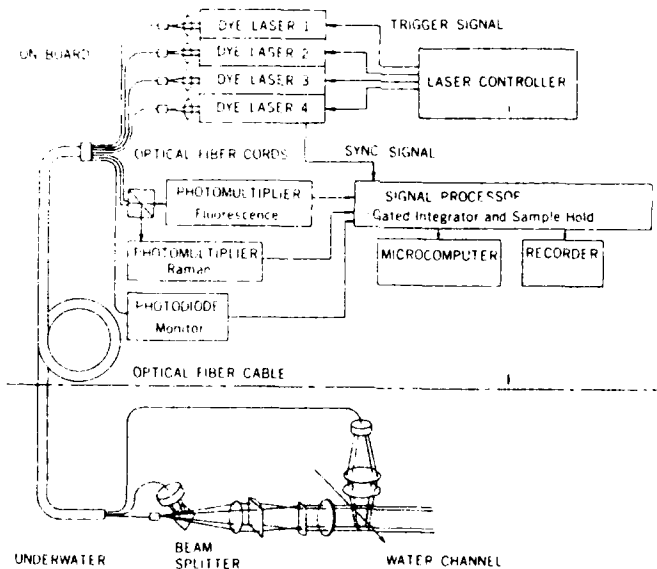 DYE LASER 1
TRIGGER SIGNAL
ON BOARD
DYE LASER 2
DYE LASER 3
LASER CONTROLLER
DYE LASER 4
OPTICAL FIBER CORDS
SYNC SIGNAL
PHOTOMULTIPLIER
Fluorescence
SIGNAL PROCESSOR
Gated Integrator and Sample Hold
PHOTOMULTIPLIER
Raman
MICROCOMPUTER
RECORDER
PHOTODIODE
Monitor
OPTICAL FIBER CABLE
UNDERWATER
BEAM
SPLITTER
WATER CHANNEL